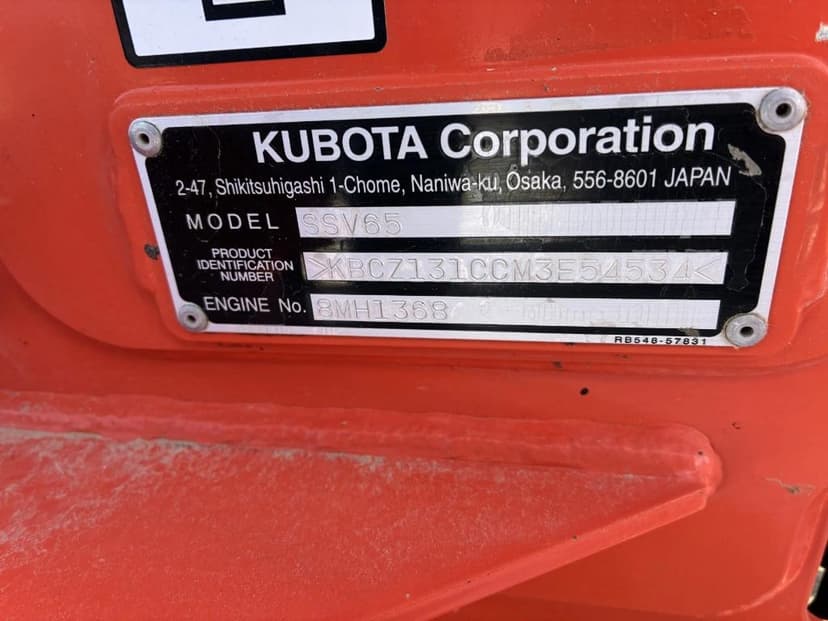 KUBOTA Corporation
2-47, Shikitsuhigashi 1-Chome, Naniwa-ku, Osaka, 556-8601 JAPAN
MODEL SSV65
PRODUCT IDENTIFICATION NUMBER >KBCZ131CCM3E54534<
ENGINE No. 8MH1368
RB548-57831